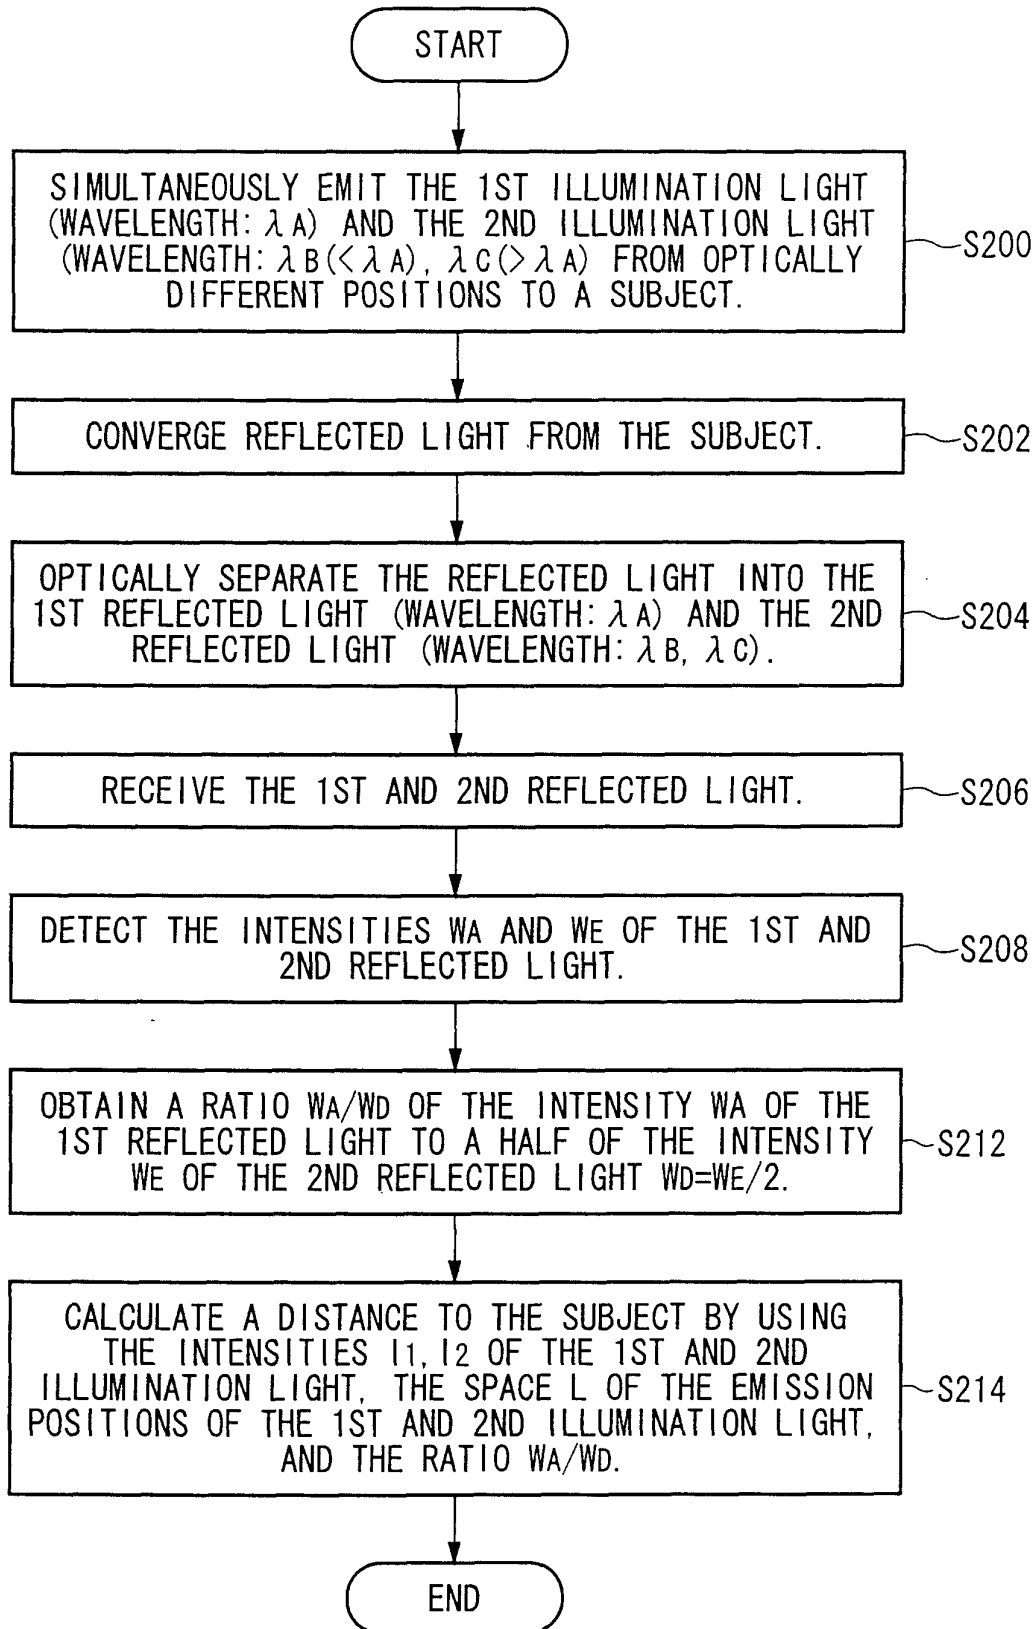 START
SIMULTANEOUSLY EMIT THE 1ST ILLUMINATION LIGHT
(WAVELENGTH: λA) AND THE 2ND ILLUMINATION LIGHT
(WAVELENGTH: λB(<λA), λC(>λA) FROM OPTICALLY
DIFFERENT POSITIONS TO A SUBJECT.
S200
CONVERGE REFLECTED LIGHT FROM THE SUBJECT.
S202
OPTICALLY SEPARATE THE REFLECTED LIGHT INTO THE
1ST REFLECTED LIGHT (WAVELENGTH: λA) AND THE 2ND
REFLECTED LIGHT (WAVELENGTH: λB, λC).
S204
RECEIVE THE 1ST AND 2ND REFLECTED LIGHT.
S206
DETECT THE INTENSITIES WA AND WE OF THE 1ST AND
2ND REFLECTED LIGHT.
S208
OBTAIN A RATIO WA/WD OF THE INTENSITY WA OF THE
1ST REFLECTED LIGHT TO A HALF OF THE INTENSITY
WE OF THE 2ND REFLECTED LIGHT WD=WE/2.
S212
CALCULATE A DISTANCE TO THE SUBJECT BY USING
THE INTENSITIES I1, I2 OF THE 1ST AND 2ND
ILLUMINATION LIGHT, THE SPACE L OF THE EMISSION
POSITIONS OF THE 1ST AND 2ND ILLUMINATION LIGHT,
AND THE RATIO WA/WD.
S214
END